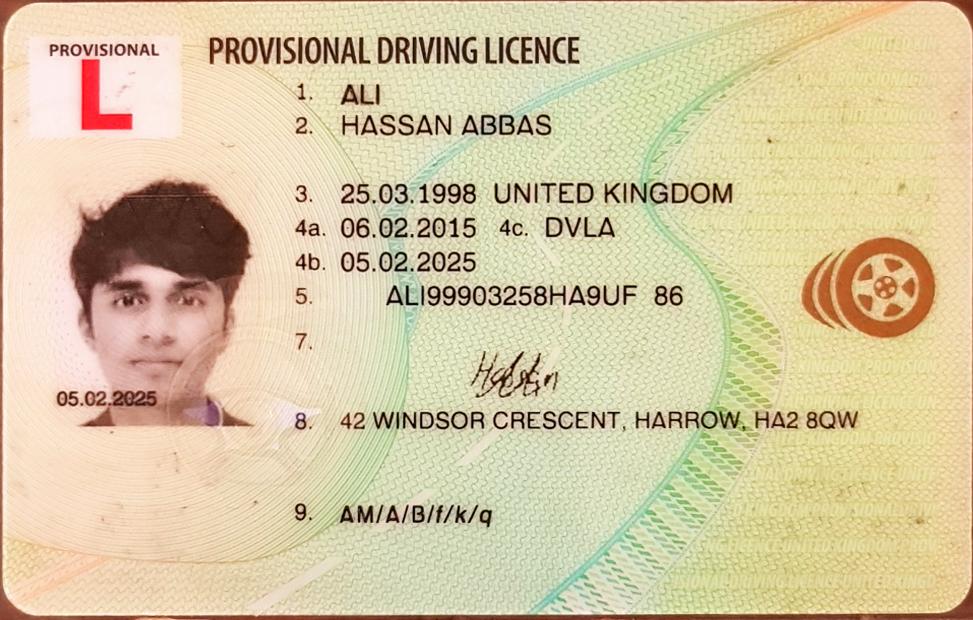 PROVISIONAL
L
PROVISIONAL DRIVING LICENCE
1. ALI
2. HASSAN ABBAS
3. 25.03.1998 UNITED KINGDOM
4a. 06.02.2015 4c. DVLA
4b. 05.02.2025
5. ALI99903258HA9UF 86
7.
05.02.2025
8. 42 WINDSOR CRESCENT, HARROW, HA2 8QW
9. AM/A/B/f/k/q